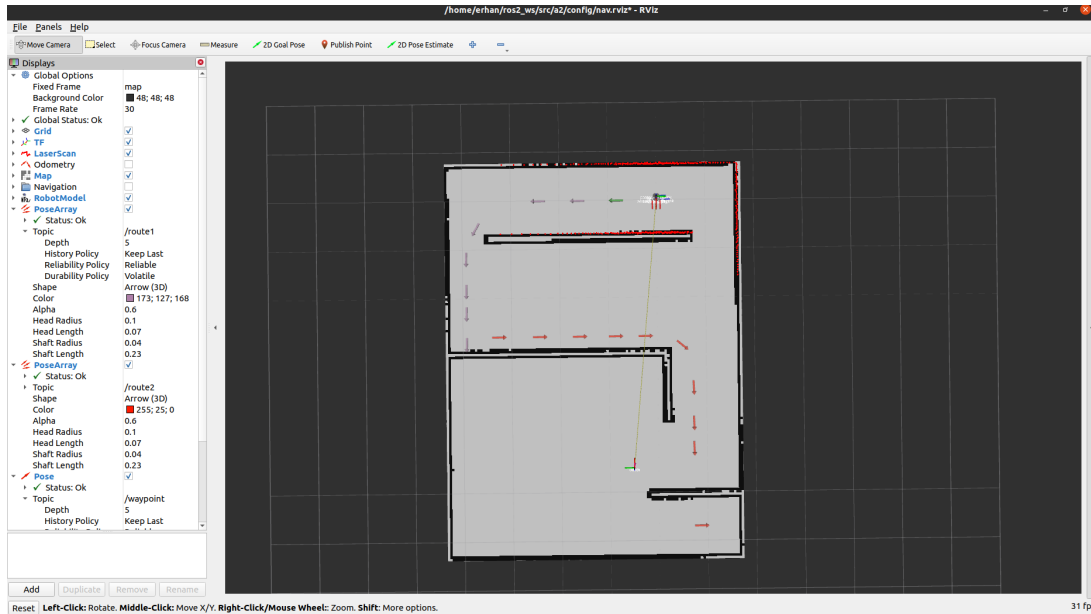 /home/erhan/ros2_ws/src/a2/config/nav.rviz* - RViz
File Panels Help
Move Camera Select Focus Camera Measure 2D Goal Pose Publish Point 2D Pose Estimate
Displays
Global Options
Fixed Frame map
Background Color 48; 48; 48
Frame Rate 30
Global Status: Ok
Grid
TF
LaserScan
Odometry
Map
Navigation
RobotModel
PoseArray
Status: Ok
Topic /route1
Depth 5
History Policy Keep Last
Reliability Policy Reliable
Durability Policy Volatile
Shape Arrow (3D)
Color 173; 127; 168
Alpha 0.6
Head Radius 0.1
Head Length 0.07
Shaft Radius 0.04
Shaft Length 0.23
PoseArray
Status: Ok
Topic /route2
Shape Arrow (3D)
Color 255; 25; 0
Alpha 0.6
Head Radius 0.1
Head Length 0.07
Shaft Radius 0.04
Shaft Length 0.23
Pose
Status: Ok
Topic /waypoint
Depth 5
History Policy Keep Last
Add Duplicate Remove Rename
Reset Left-Click: Rotate. Middle-Click: Move X/Y. Right-Click/Mouse Wheel: Zoom. Shift: More options. 31